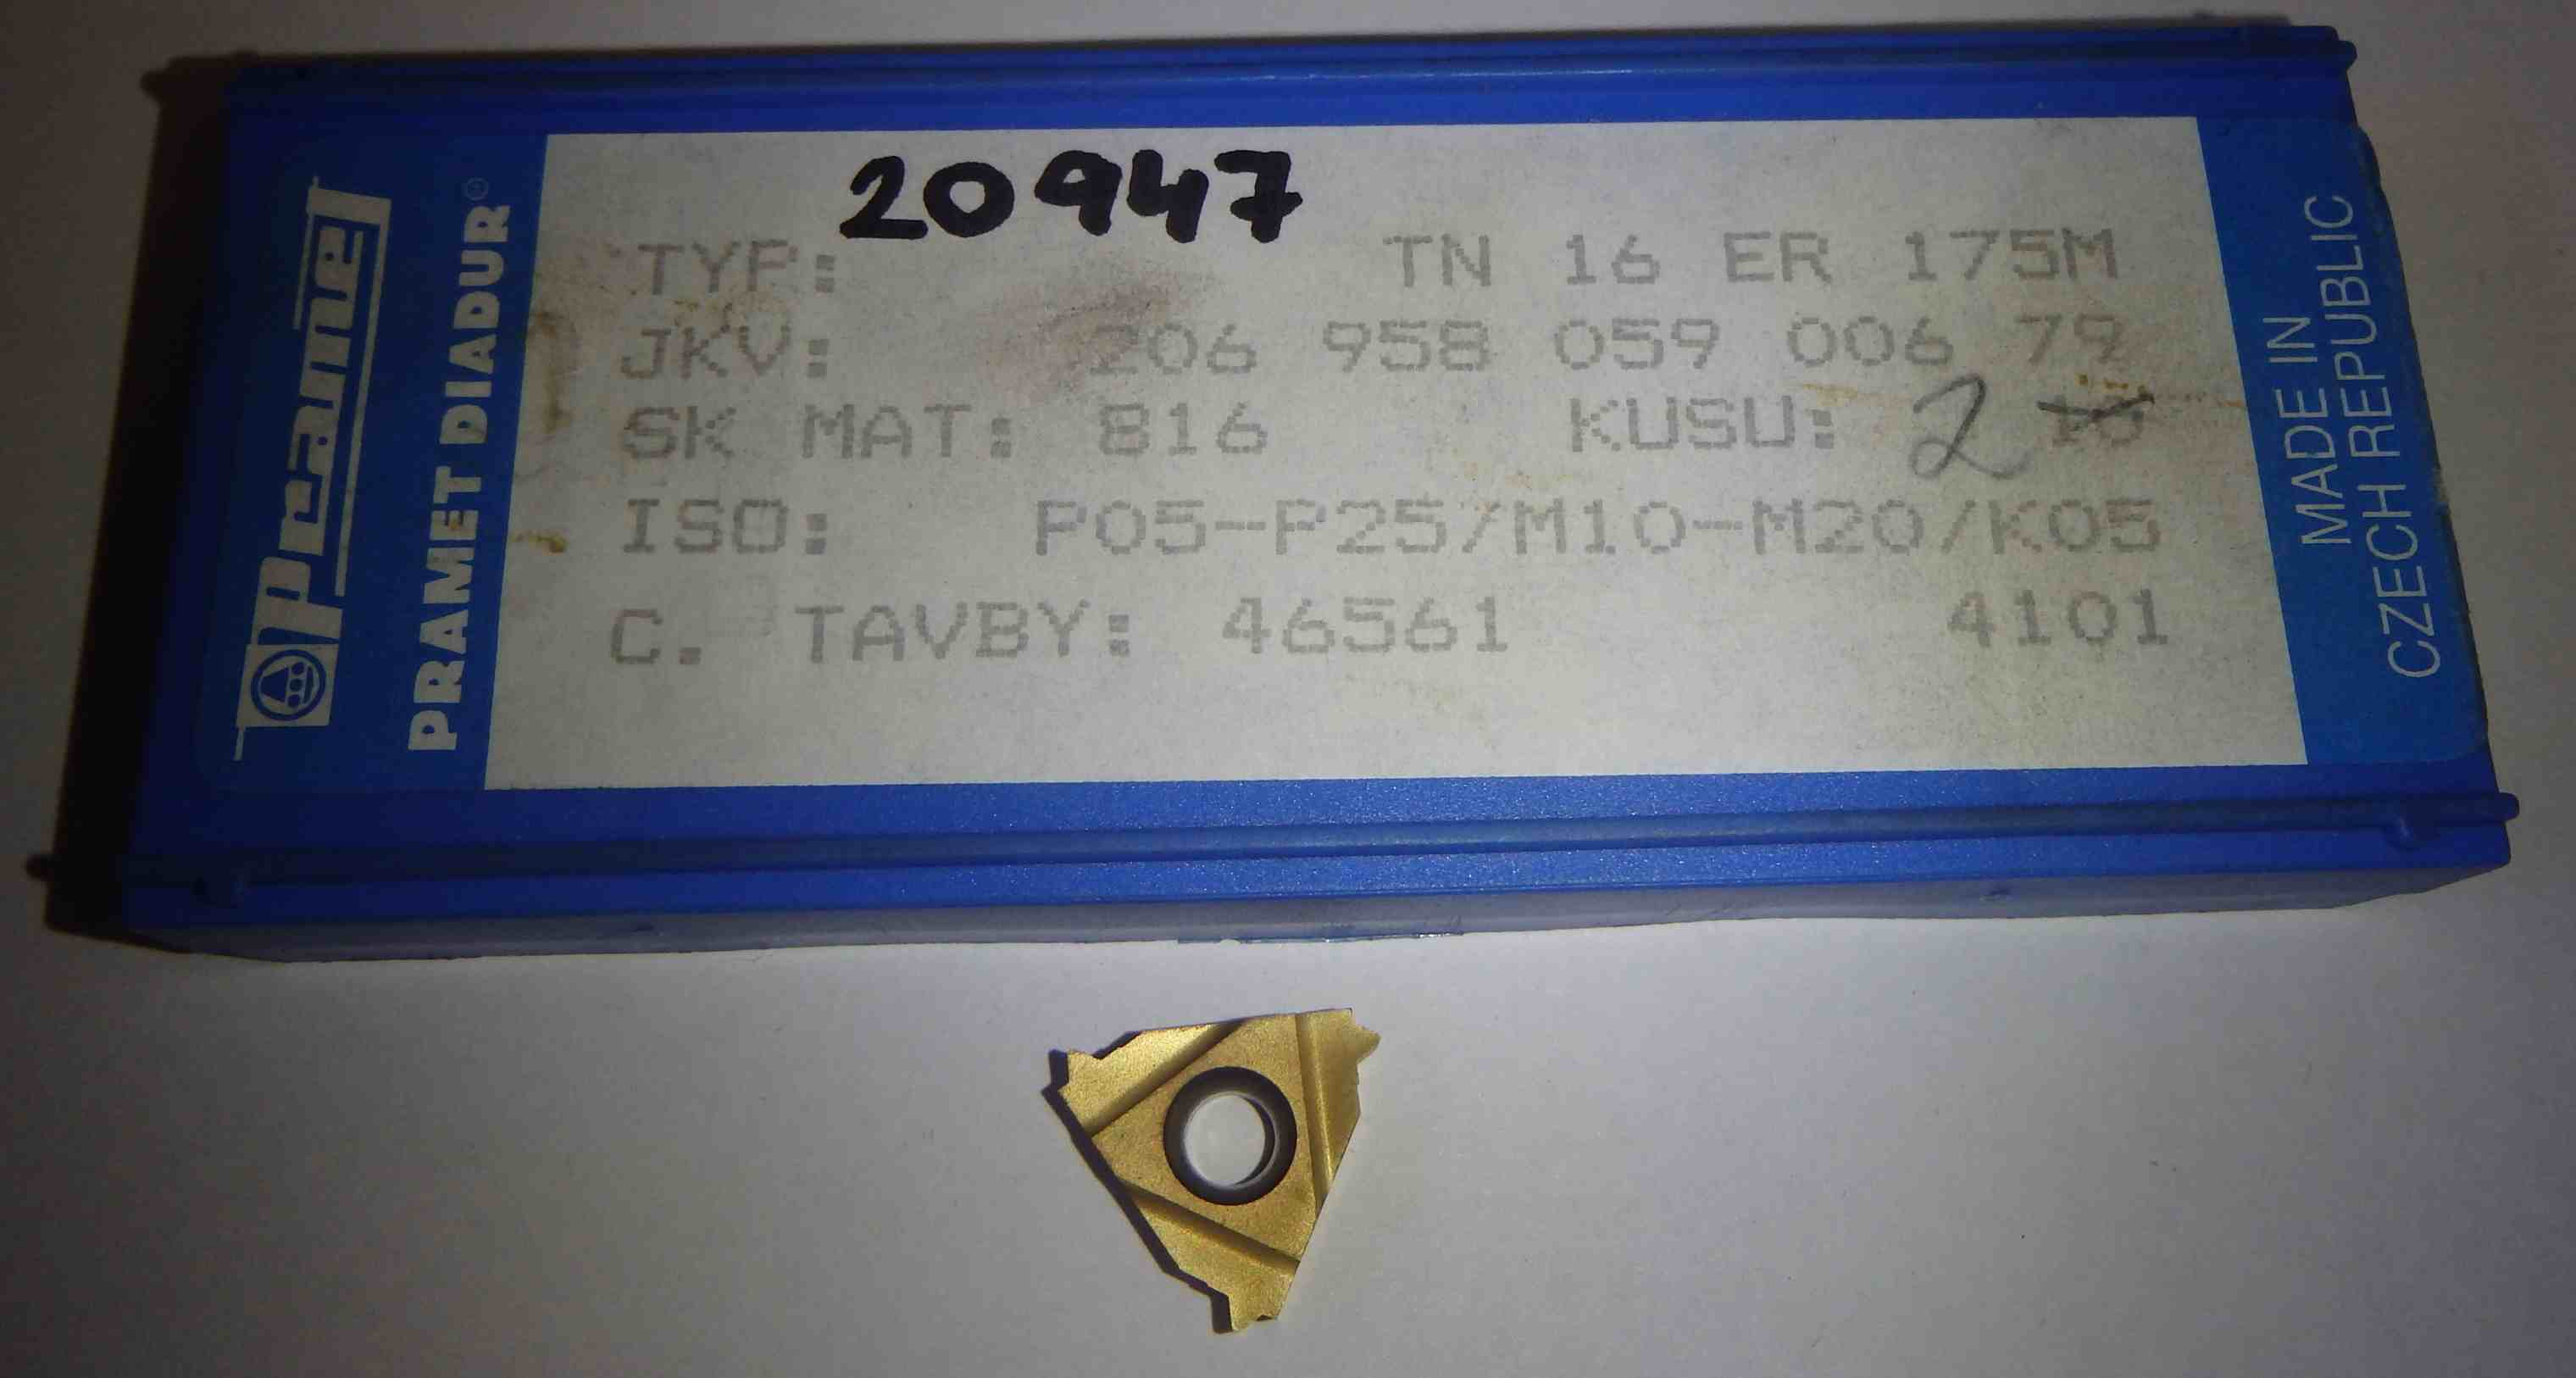 Pramet
PRAMET DIADUR®
20947
TYP: TN 16 ER 175M
JKV: 206 958 059 006 79
SK MAT: 816 KUSU: 2 10
ISO: P05-P25/M10-M20/K05
C. TAVBY: 46561 4101
MADE IN
CZECH REPUBLIC